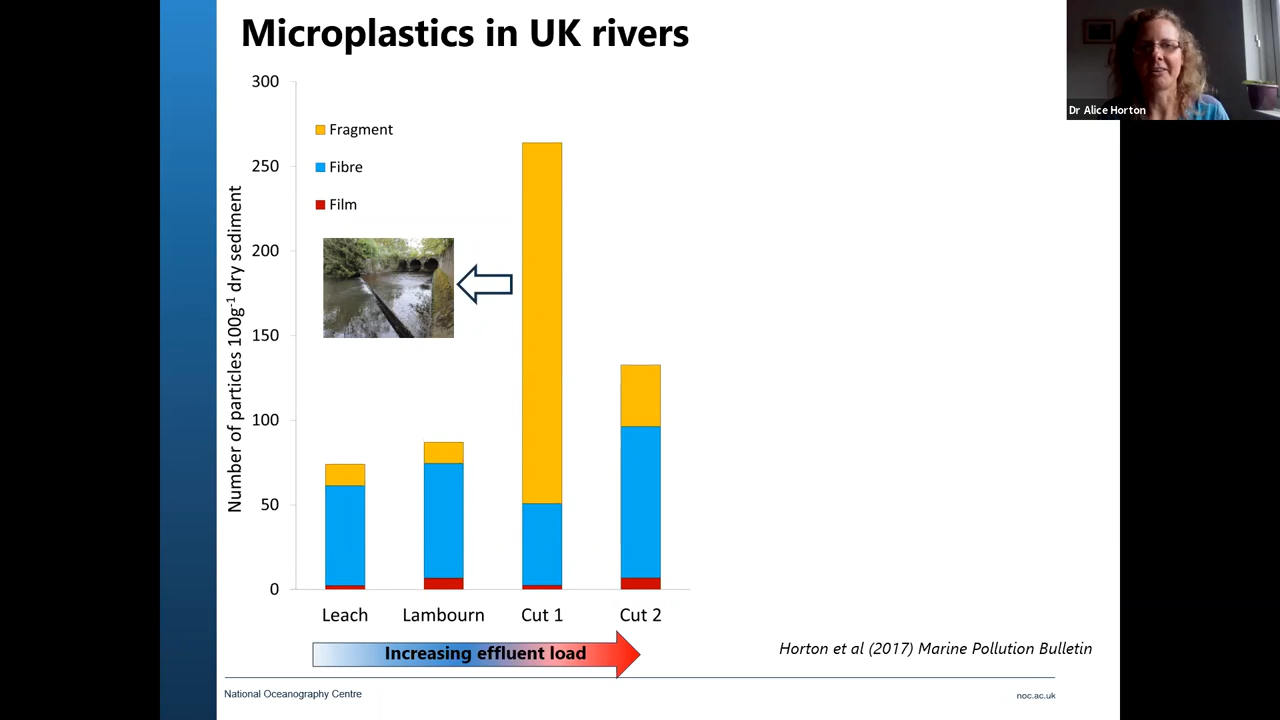 Microplastics in UK rivers
Dr Alice Horton
300
250
200
150
100
50
0
Number of particles 100g-1 dry sediment
Fragment
Fibre
Film
Leach Lambourn Cut 1 Cut 2
Increasing effluent load
Horton et al (2017) Marine Pollution Bulletin
National Oceanography Centre
noc.ac.uk